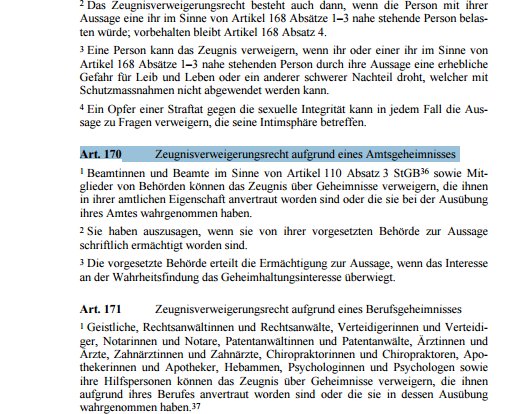 2 Das Zeugnisverweigerungsrecht besteht auch dann, wenn die Person mit ihrer
Aussage eine ihr im Sinne von Artikel 168 Absätze 1–3 nahe stehende Person belas-
ten würde; vorbehalten bleibt Artikel 168 Absatz 4.
3 Eine Person kann das Zeugnis verweigern, wenn ihr oder einer ihr im Sinne von
Artikel 168 Absätze 1–3 nahe stehenden Person durch ihre Aussage eine erhebliche
Gefahr für Leib und Leben oder ein anderer schwerer Nachteil droht, welcher mit
Schutzmassnahmen nicht abgewendet werden kann.
4 Ein Opfer einer Straftat gegen die sexuelle Integrität kann in jedem Fall die Aus-
sage zu Fragen verweigern, die seine Intimsphäre betreffen.
Art. 170 Zeugnisverweigerungsrecht aufgrund eines Amtsgeheimnisses
1 Beamtinnen und Beamte im Sinne von Artikel 110 Absatz 3 StGB36 sowie Mit-
glieder von Behörden können das Zeugnis über Geheimnisse verweigern, die ihnen
in ihrer amtlichen Eigenschaft anvertraut worden sind oder die sie bei der Ausübung
ihres Amtes wahrgenommen haben.
2 Sie haben auszusagen, wenn sie von ihrer vorgesetzten Behörde zur Aussage
schriftlich ermächtigt worden sind.
3 Die vorgesetzte Behörde erteilt die Ermächtigung zur Aussage, wenn das Interesse
an der Wahrheitsfindung das Geheimhaltungsinteresse überwiegt.
Art. 171 Zeugnisverweigerungsrecht aufgrund eines Berufsgeheimnisses
1 Geistliche, Rechtsanwältinnen und Rechtsanwälte, Verteidigerinnen und Verteidi-
ger, Notarinnen und Notare, Patentanwältinnen und Patentanwälte, Ärztinnen und
Ärzte, Zahnärztinnen und Zahnärzte, Chiropraktorinnen und Chiropraktoren, Apo-
thekerinnen und Apotheker, Hebammen, Psychologinnen und Psychologen sowie
ihre Hilfspersonen können das Zeugnis über Geheimnisse verweigern, die ihnen
aufgrund ihres Berufes anvertraut worden sind oder die sie in dessen Ausübung
wahrgenommen haben.37